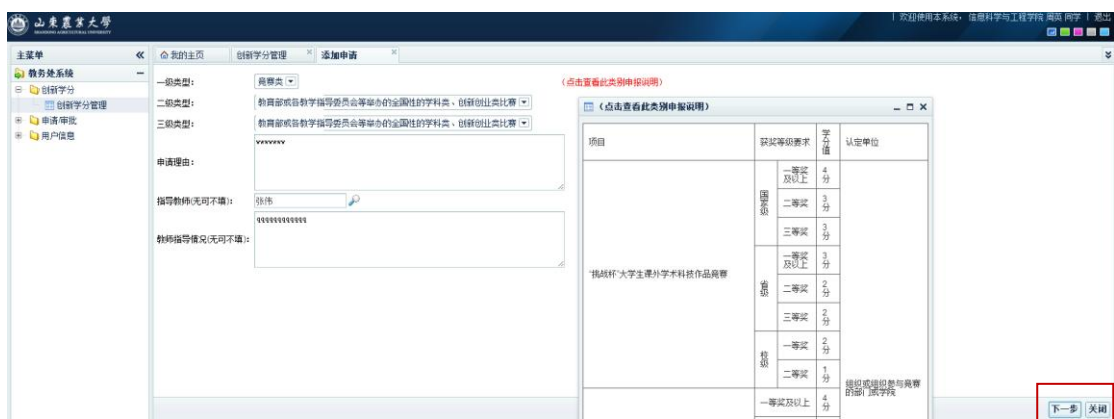 山东农业大学
SHANDONG AGRICULTURAL UNIVERSITY
欢迎使用本系统，信息科学与工程学院 周英 同学 | 退出
主菜单
我的主页
创新学分管理
添加申请
教务处系统
创新学分
创新学分管理
申请/审批
用户信息
一级类型：
竞赛类
（点击查看此类别申报说明）
二级类型：
教育部或各教学指导委员会等举办的全国性的学科类、创新创业类比赛
三级类型：
教育部或各教学指导委员会等举办的全国性的学科类、创新创业类比赛
申请理由：
vvvvvvv
指导教师(无可不填)：
张伟
教师指导情况(无可不填)：
qqqqqqqqqqqq
（点击查看此类别申报说明）
项目
获奖等级要求
学分值
认定单位
“挑战杯”大学生课外学术科技作品竞赛
国家级
一等奖及以上
4分
二等奖
3分
三等奖
3分
省级
一等奖及以上
3分
二等奖
2分
三等奖
2分
校级
一等奖
2分
二等奖
1分
组织或组织参与竞赛的部门或学院
一等奖及以上
4分
下一步
关闭